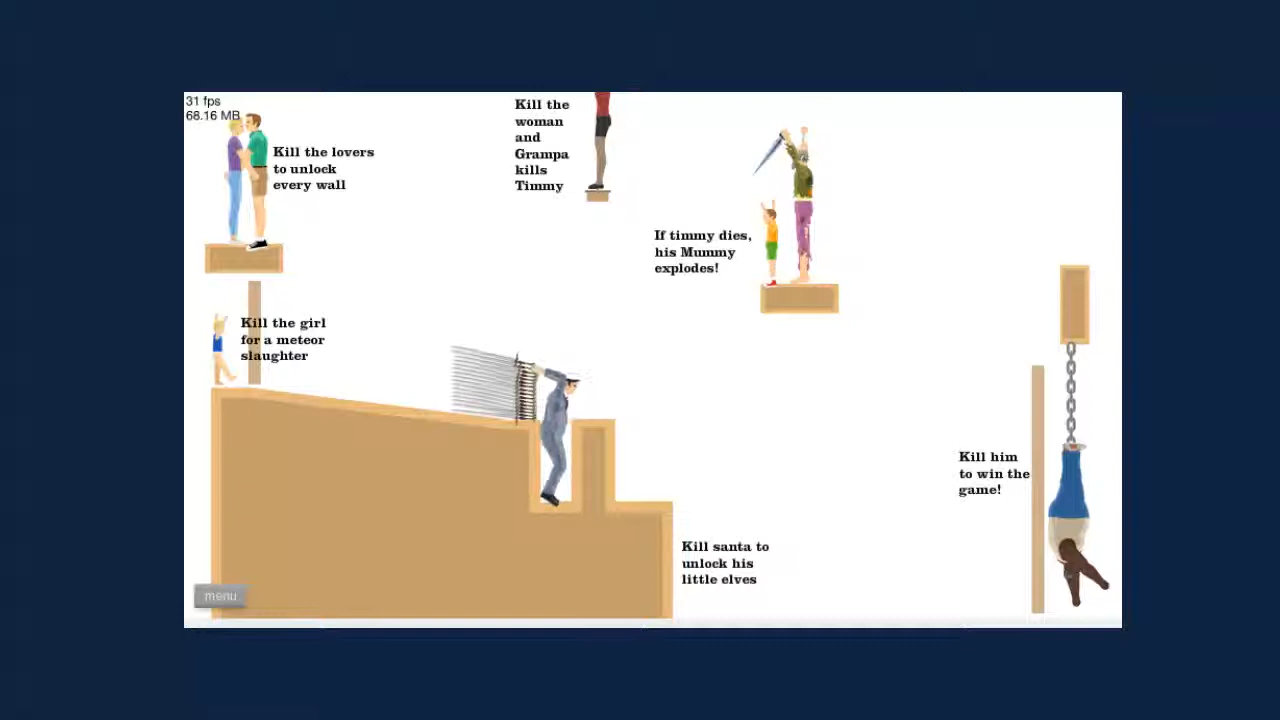 31 fps
68.16 MB
Kill the
woman
and
Grampa
kills
Timmy
Kill the lovers
to unlock
every wall
If timmy dies,
his Mummy
explodes!
Kill the girl
for a meteor
slaughter
Kill him
to win the
game!
Kill santa to
unlock his
little elves
menu